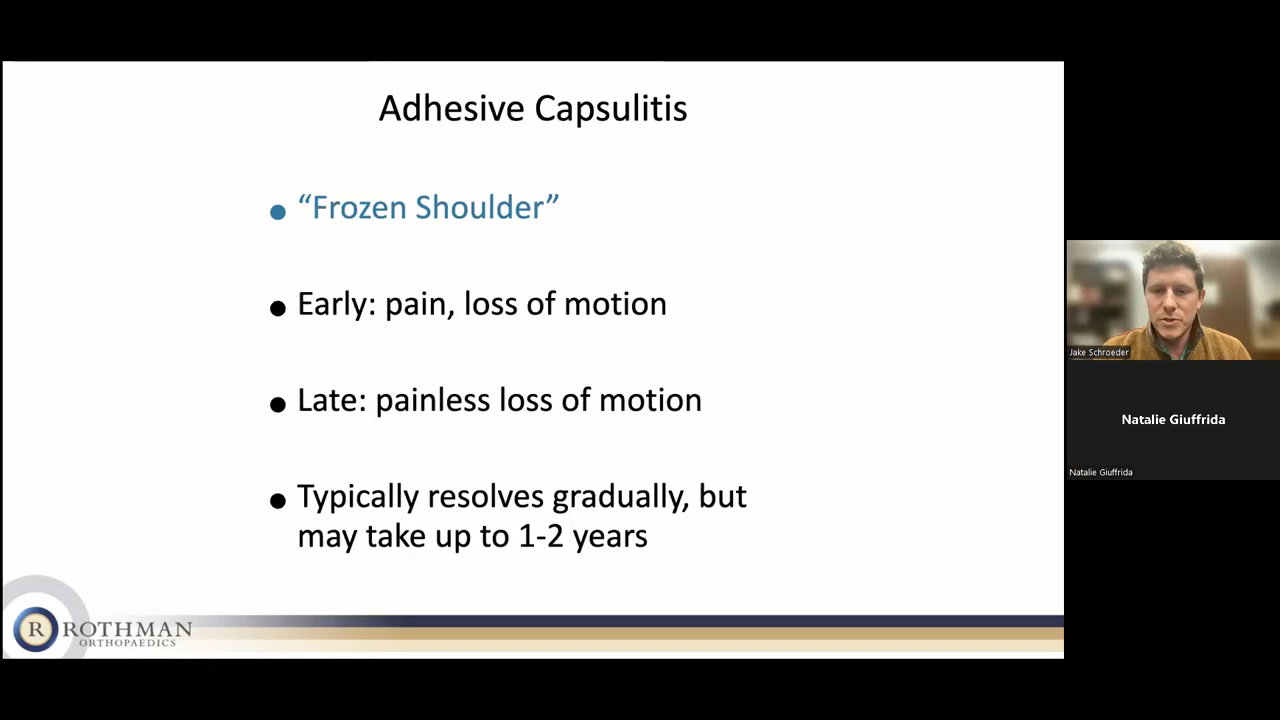 Adhesive Capsulitis
● “Frozen Shoulder”
● Early: pain, loss of motion
● Late: painless loss of motion
● Typically resolves gradually, but
may take up to 1-2 years
R ROTHMAN
ORTHOPAEDICS
Jake Schroeder
Natalie Giuffrida
Natalie Giuffrida